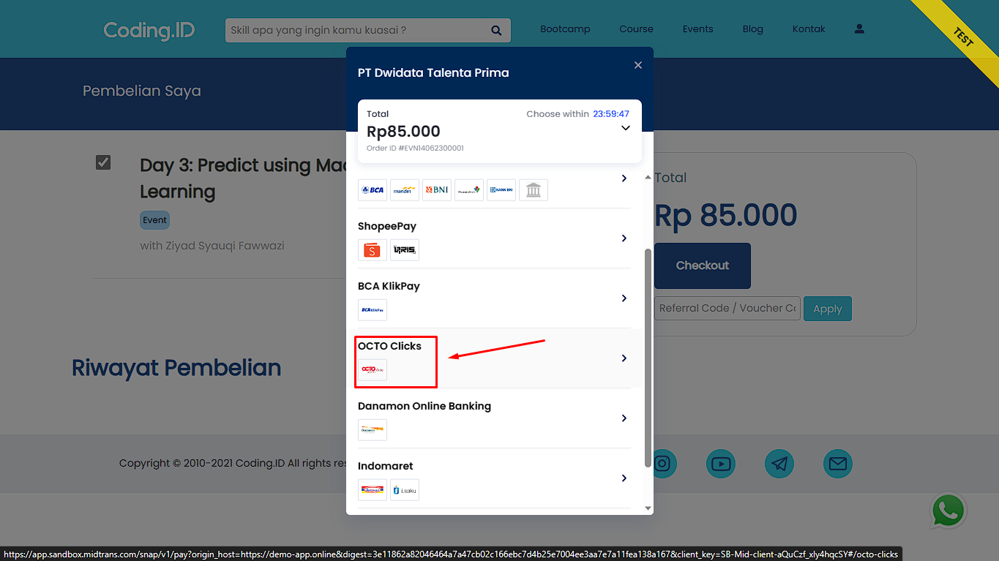 Coding.ID
Skill apa yang ingin kamu kuasai ?
Bootcamp
Course
Events
Blog
Kontak
TEST
Pembelian Saya
PT Dwidata Talenta Prima
Total
Choose within 23:59:47
Rp85.000
Order ID #EVN14062300001
BCA
mandiri
BNI
BANK BRI
ShopeePay
S
QRIS
BCA KlikPay
BCA KlikPay
OCTO Clicks
OCTO Clicks
Danamon Online Banking
Danamon
Indomaret
Indomaret
i.saku
Day 3: Predict using Mac
Learning
Event
with Ziyad Syauqi Fawwazi
Total
Rp 85.000
Checkout
Referral Code / Voucher Co
Apply
Riwayat Pembelian
Copyright © 2010-2021 Coding.ID All rights res
https://app.sandbox.midtrans.com/snap/v1/pay?origin_host=https://demo-app.online&digest=3e11862a82046464a7a47cb02c166ebc7d4b25e7004ee3aa7e7a11fea138a167&client_key=SB-Mid-client-aQuCzf_xly4hqcSY#/octo-clicks